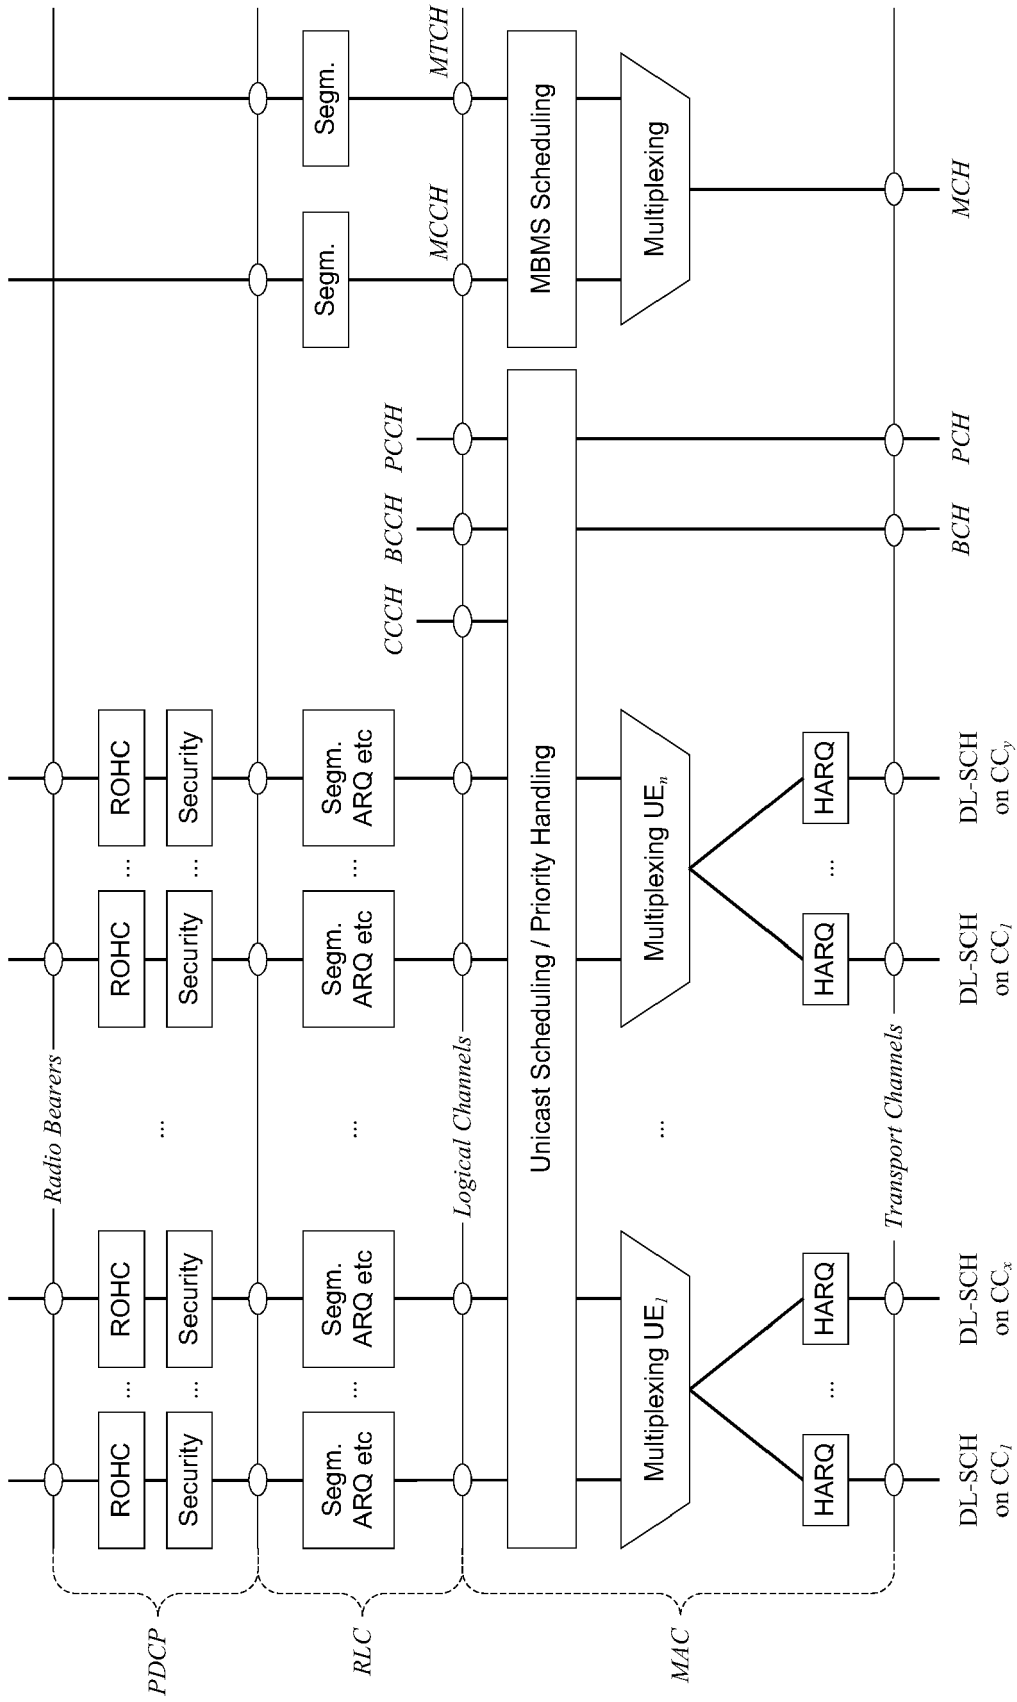 Radio Bearers
ROHC ... ROHC ROHC ... ROHC
...
Security ... Security Security ... Security
PDCP
Segm. Segm. Segm. Segm. Segm. Segm.
ARQ etc ... ARQ etc ... ARQ etc ... ARQ etc
RLC
CCCH BCCH PCCH MCCH MTCH
Logical Channels
Unicast Scheduling / Priority Handling MBMS Scheduling
Multiplexing UE1 ... Multiplexing UEn Multiplexing
MAC
HARQ ... HARQ HARQ ... HARQ
Transport Channels
DL-SCH DL-SCH DL-SCH DL-SCH BCH PCH MCH
on CC1 on CCx on CC1 on CCy